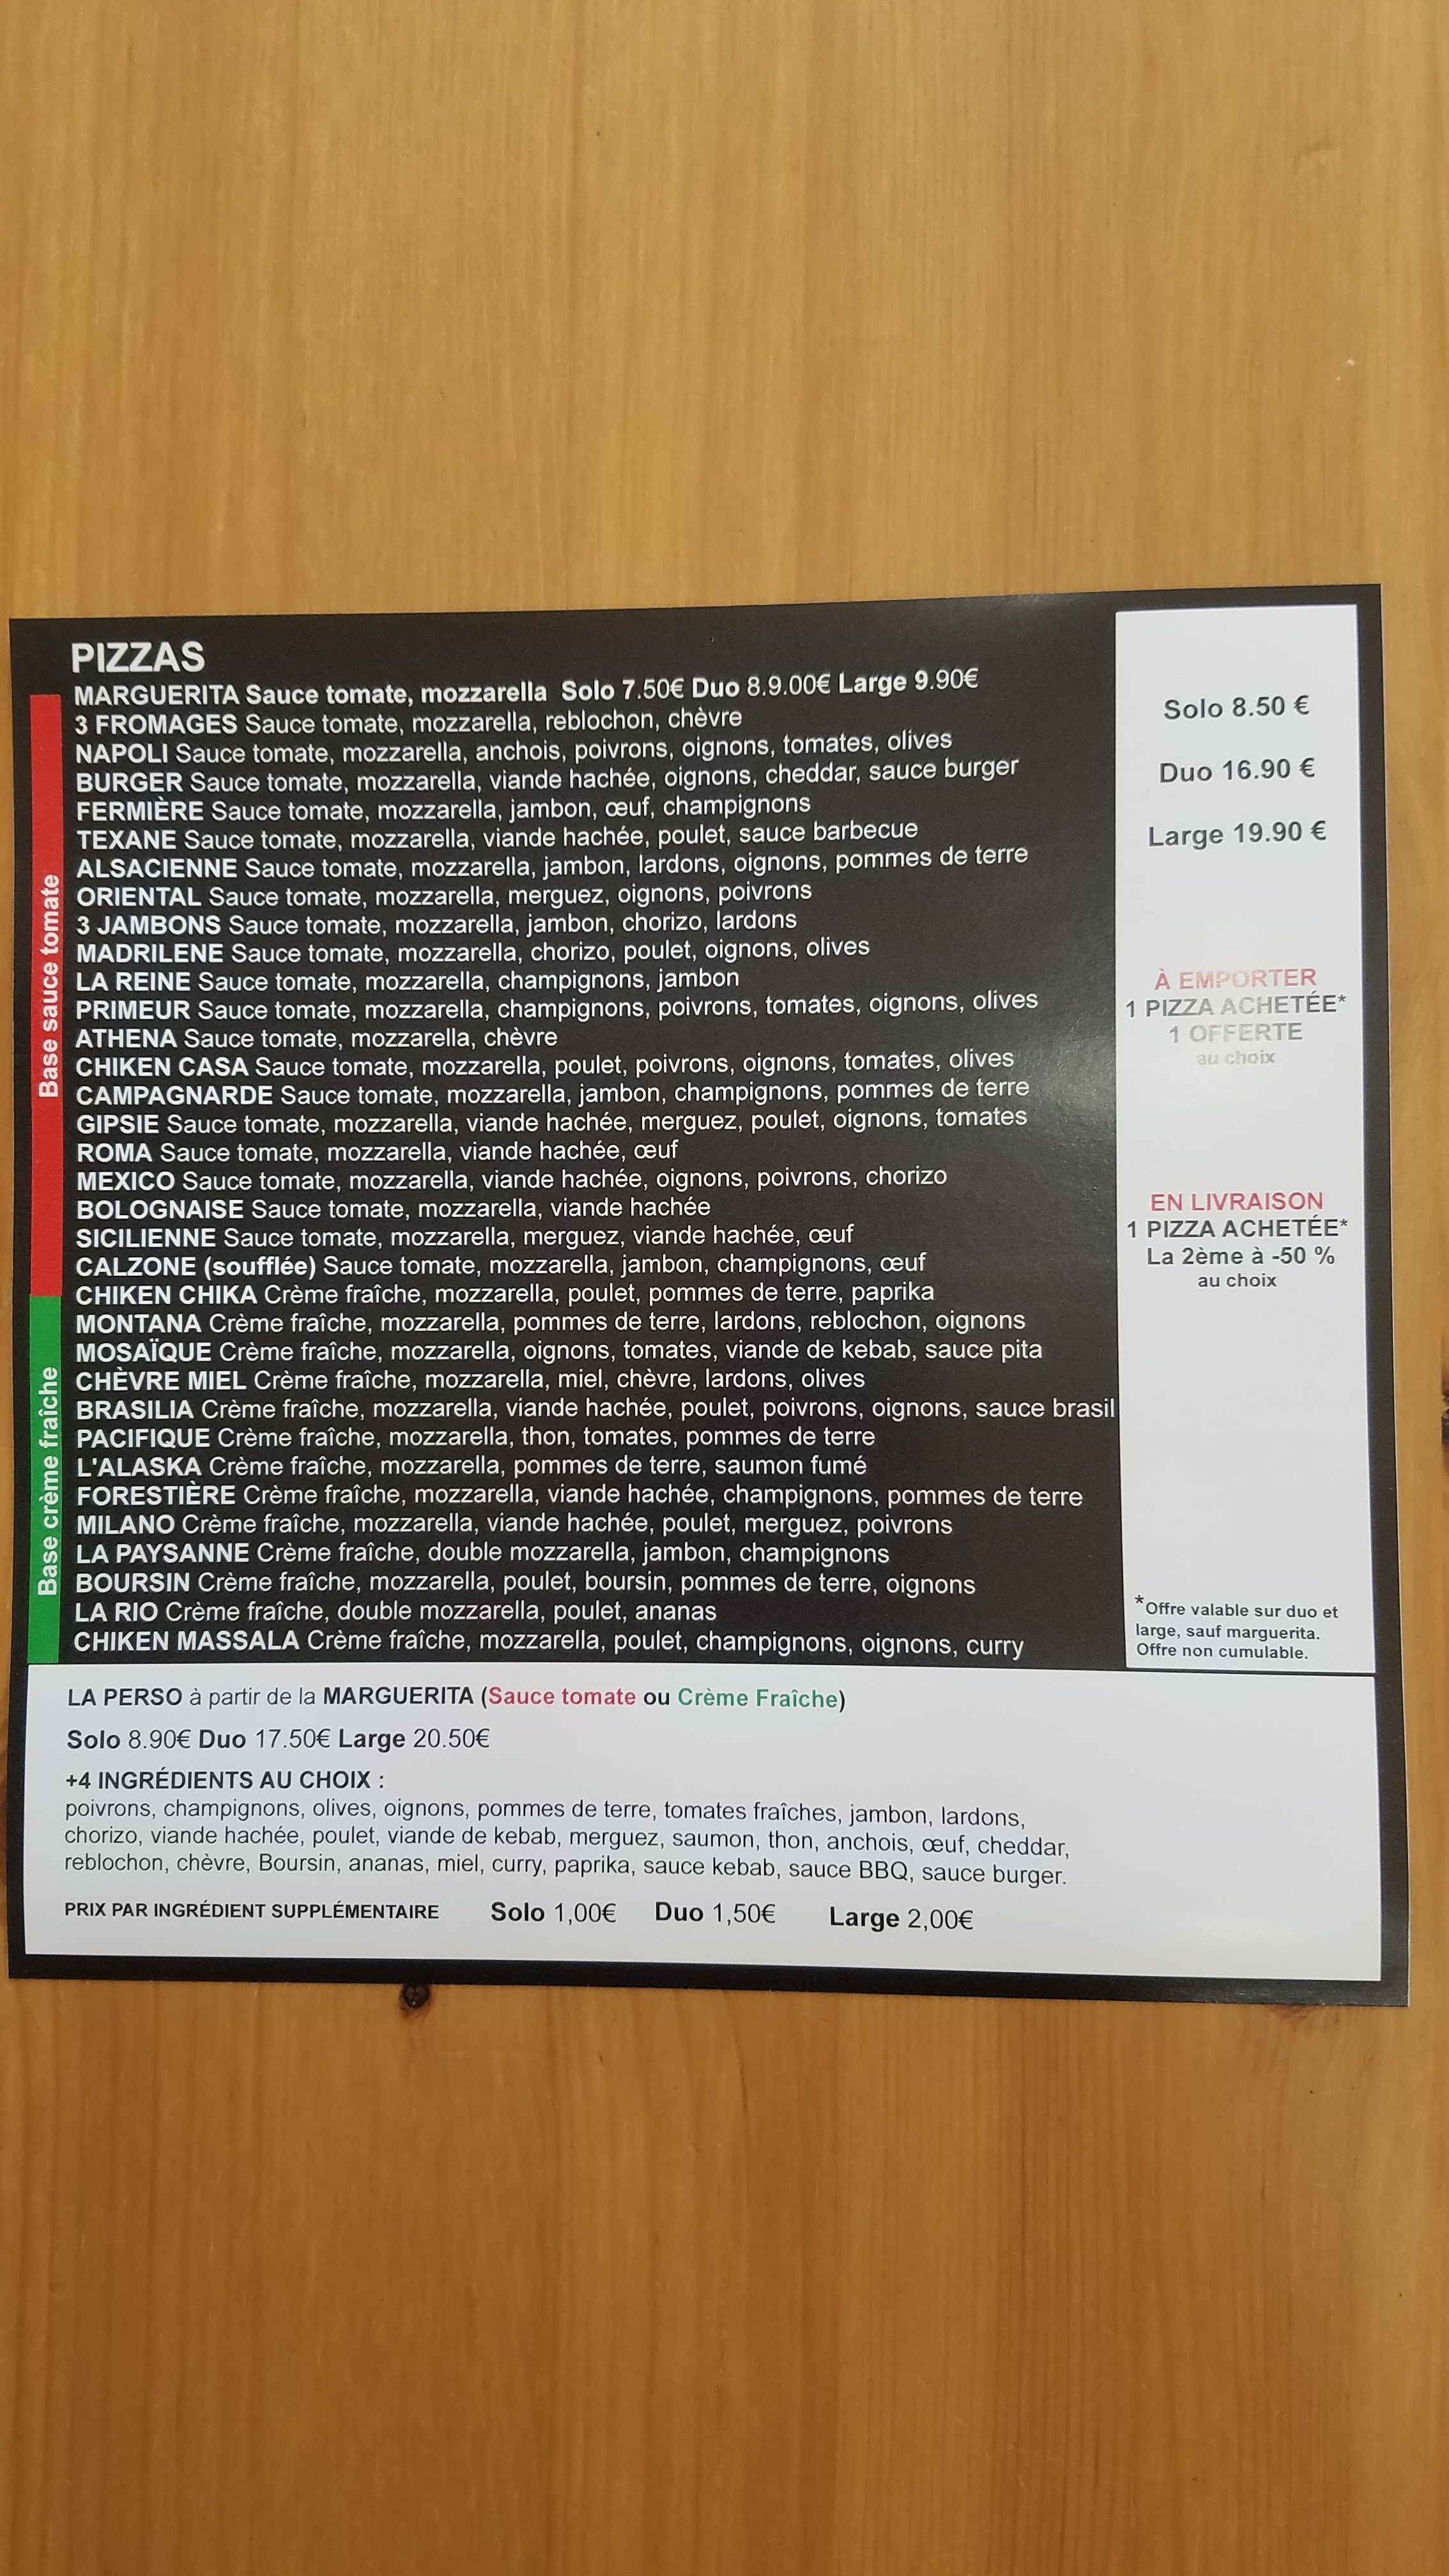 PIZZAS
MARGUERITA Sauce tomate, mozzarella Solo 7.50€ Duo 8.9.00€ Large 9.90€
3 FROMAGES Sauce tomate, mozzarella, reblochon, chèvre
NAPOLI Sauce tomate, mozzarella, anchois, poivrons, oignons, tomates, olives
BURGER Sauce tomate, mozzarella, viande hachée, oignons, cheddar, sauce burger
FERMIÈRE Sauce tomate, mozzarella, jambon, œuf, champignons
TEXANE Sauce tomate, mozzarella, viande hachée, poulet, sauce barbecue
ALSACIENNE Sauce tomate, mozzarella, jambon, lardons, oignons, pommes de terre
ORIENTAL Sauce tomate, mozzarella, merguez, oignons, poivrons
3 JAMBONS Sauce tomate, mozzarella, jambon, chorizo, lardons
MADRILENE Sauce tomate, mozzarella, chorizo, poulet, oignons, olives
LA REINE Sauce tomate, mozzarella, champignons, jambon
PRIMEUR Sauce tomate, mozzarella, champignons, poivrons, tomates, oignons, olives
ATHENA Sauce tomate, mozzarella, chèvre
CHIKEN CASA Sauce tomate, mozzarella, poulet, poivrons, oignons, tomates, olives
CAMPAGNARDE Sauce tomate, mozzarella, jambon, champignons, pommes de terre
GIPSIE Sauce tomate, mozzarella, viande hachée, merguez, poulet, oignons, tomates
ROMA Sauce tomate, mozzarella, viande hachée, œuf
MEXICO Sauce tomate, mozzarella, viande hachée, oignons, poivrons, chorizo
BOLOGNAISE Sauce tomate, mozzarella, viande hachée
SICILIENNE Sauce tomate, mozzarella, merguez, viande hachée, œuf
CALZONE (soufflée) Sauce tomate, mozzarella, jambon, champignons, œuf
Base sauce tomate
CHIKEN CHIKA Crème fraîche, mozzarella, poulet, pommes de terre, paprika
MONTANA Crème fraîche, mozzarella, pommes de terre, lardons, reblochon, oignons
MOSAÏQUE Crème fraîche, mozzarella, oignons, tomates, viande de kebab, sauce pita
CHÈVRE MIEL Crème fraîche, mozzarella, miel, chèvre, lardons, olives
BRASILIA Crème fraîche, mozzarella, viande hachée, poulet, poivrons, oignons, sauce brasil
PACIFIQUE Crème fraîche, mozzarella, thon, tomates, pommes de terre
L'ALASKA Crème fraîche, mozzarella, pommes de terre, saumon fumé
FORESTIÈRE Crème fraîche, mozzarella, viande hachée, champignons, pommes de terre
MILANO Crème fraîche, mozzarella, viande hachée, poulet, merguez, poivrons
LA PAYSANNE Crème fraîche, double mozzarella, jambon, champignons
BOURSIN Crème fraîche, mozzarella, poulet, boursin, pommes de terre, oignons
LA RIO Crème fraîche, double mozzarella, poulet, ananas
CHIKEN MASSALA Crème fraîche, mozzarella, poulet, champignons, oignons, curry
Base crème fraîche
Solo 8.50 €
Duo 16.90 €
Large 19.90 €
À EMPORTER
1 PIZZA ACHETÉE*
1 OFFERTE
au choix
EN LIVRAISON
1 PIZZA ACHETÉE*
La 2ème à -50 %
au choix
*Offre valable sur duo et
large, sauf marguerita.
Offre non cumulable.
LA PERSO à partir de la MARGUERITA (Sauce tomate ou Crème Fraîche)
Solo 8.90€ Duo 17.50€ Large 20.50€
+4 INGRÉDIENTS AU CHOIX :
poivrons, champignons, olives, oignons, pommes de terre, tomates fraîches, jambon, lardons,
chorizo, viande hachée, poulet, viande de kebab, merguez, saumon, thon, anchois, œuf, cheddar,
reblochon, chèvre, Boursin, ananas, miel, curry, paprika, sauce kebab, sauce BBQ, sauce burger.
PRIX PAR INGRÉDIENT SUPPLÉMENTAIRE Solo 1,00€ Duo 1,50€ Large 2,00€